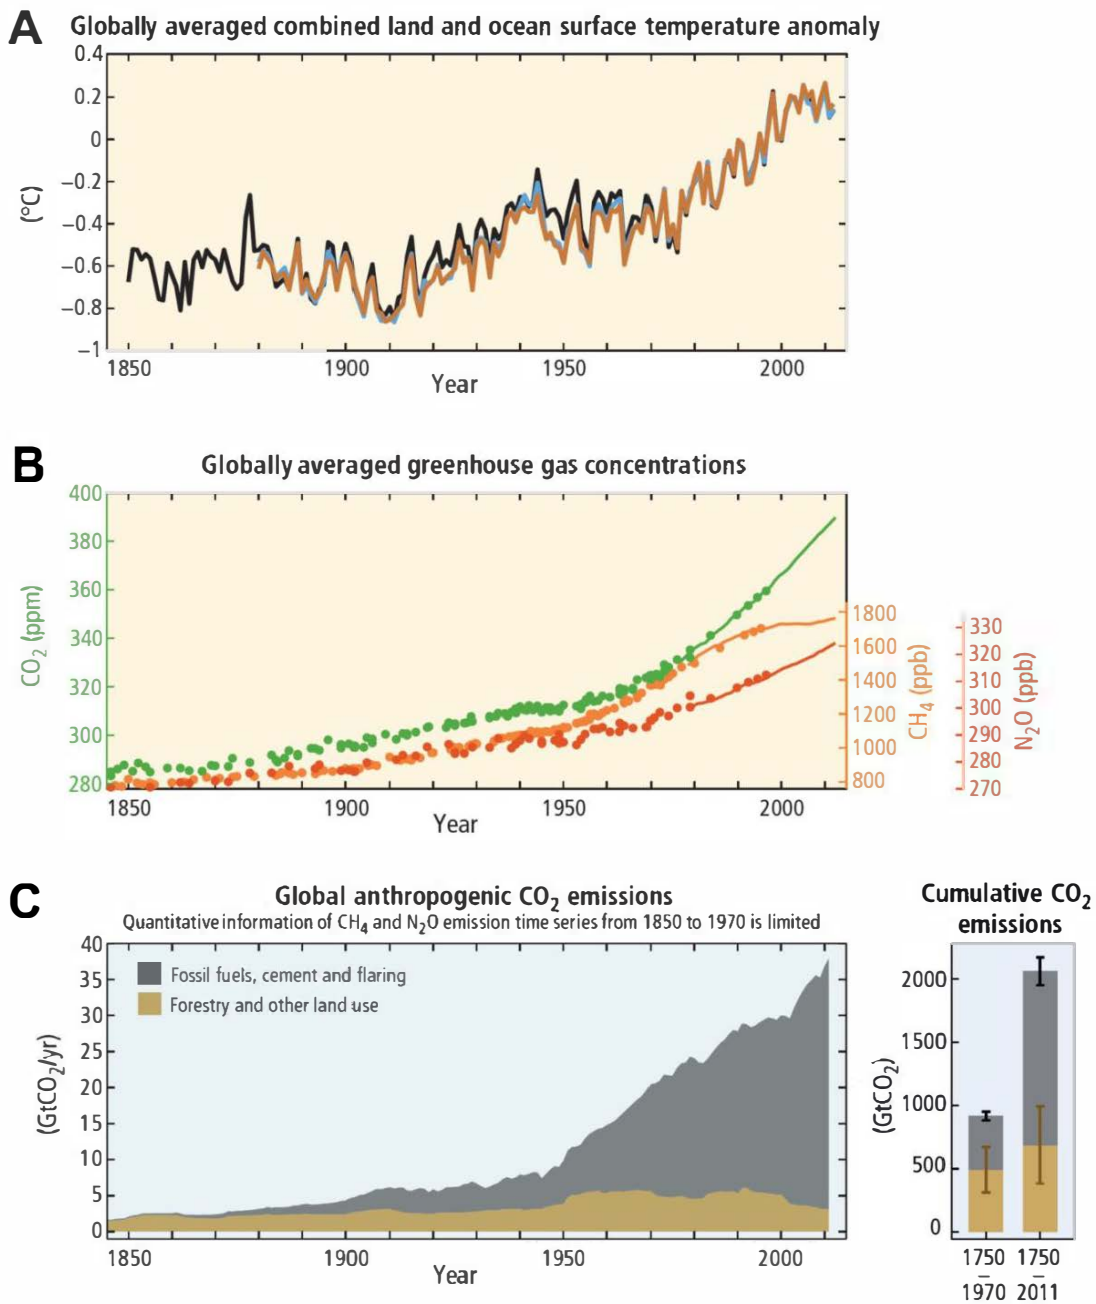 A
Globally averaged combined land and ocean surface temperature anomaly
0.4
0.2
0
−0.2
−0.4
−0.6
−0.8
−1
(°C)
1850
1900
1950
2000
Year
B
Globally averaged greenhouse gas concentrations
400
380
360
340
320
300
280
CO₂ (ppm)
1800
1600
1400
1200
1000
800
CH₄ (ppb)
330
320
310
300
290
280
270
N₂O (ppb)
1850
1900
1950
2000
Year
C
Global anthropogenic CO₂ emissions
Quantitative information of CH₄ and N₂O emission time series from 1850 to 1970 is limited
40
35
30
25
20
15
10
5
0
(GtCO₂/yr)
Fossil fuels, cement and flaring
Forestry and other land use
1850
1900
1950
2000
Year
Cumulative CO₂
emissions
2000
1500
1000
500
0
(GtCO₂)
1750 1750
– –
1970 2011